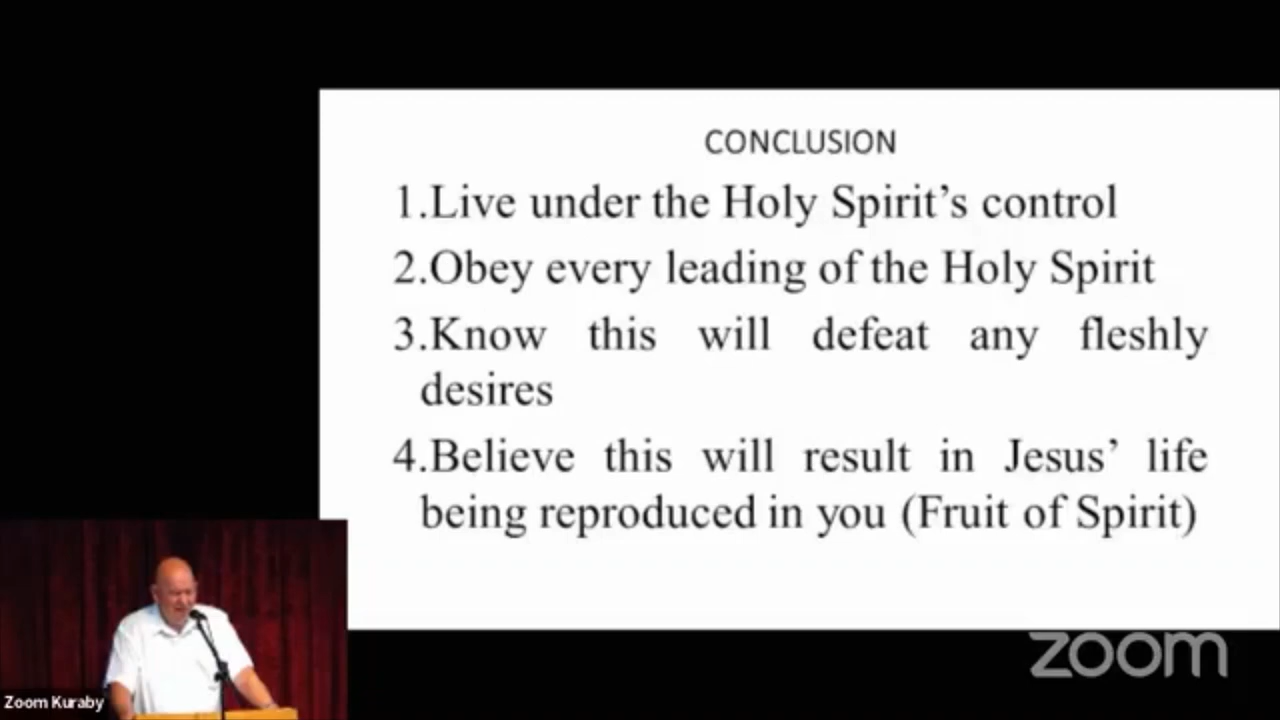 CONCLUSION
1.Live under the Holy Spirit’s control
2.Obey every leading of the Holy Spirit
3.Know this will defeat any fleshly
desires
4.Believe this will result in Jesus’ life
being reproduced in you (Fruit of Spirit)
Zoom Kuraby
zoom